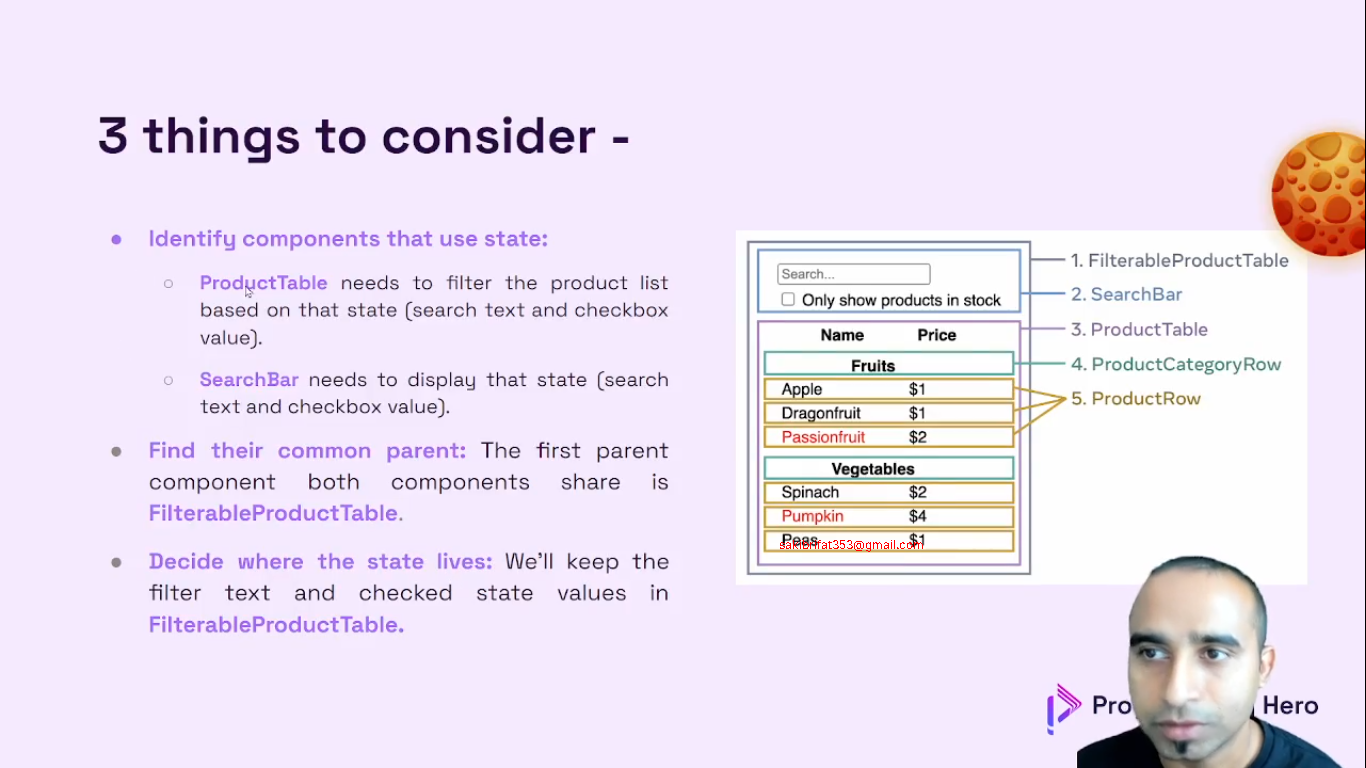 3 things to consider -
Identify components that use state:
ProductTable needs to filter the product list
based on that state (search text and checkbox
value).
SearchBar needs to display that state (search
text and checkbox value).
Find their common parent: The first parent
component both components share is
FilterableProductTable.
Decide where the state lives: We'll keep the
filter text and checked state values in
FilterableProductTable.
Search...
Only show products in stock
Name Price
Fruits
Apple $1
Dragonfruit $1
Passionfruit $2
Vegetables
Spinach $2
Pumpkin $4
Peas $1
1. FilterableProductTable
2. SearchBar
3. ProductTable
4. ProductCategoryRow
5. ProductRow
Hero